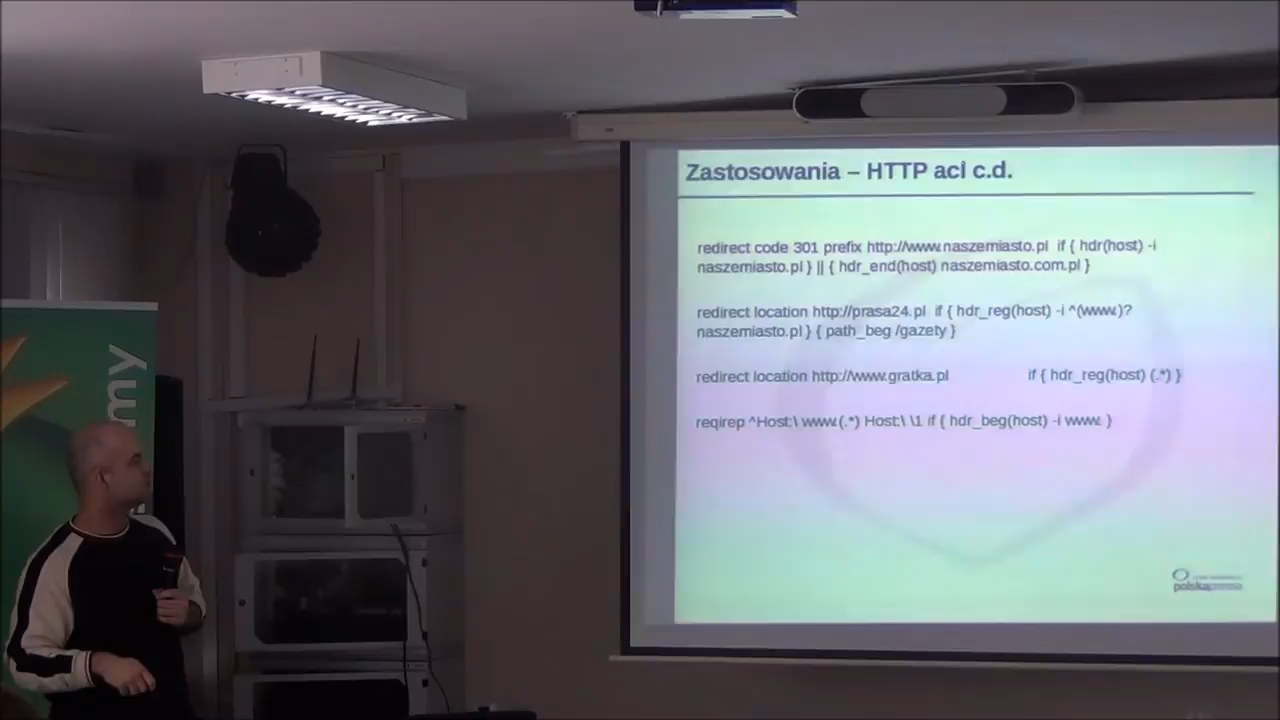 Zastosowania – HTTP acl c.d.
redirect code 301 prefix http://www.naszemiasto.pl if { hdr(host) -i
naszemiasto.pl } || { hdr_end(host) naszemiasto.com.pl }
redirect location http://prasa24.pl if { hdr_reg(host) -i ^(www.)?
naszemiasto.pl } { path_beg /gazety }
redirect location http://www.gratka.pl if { hdr_reg(host) (.*) }
reqirep ^Host:\ www.(.*) Host:\ \1 if { hdr_beg(host) -i www. }
polskapresse
my